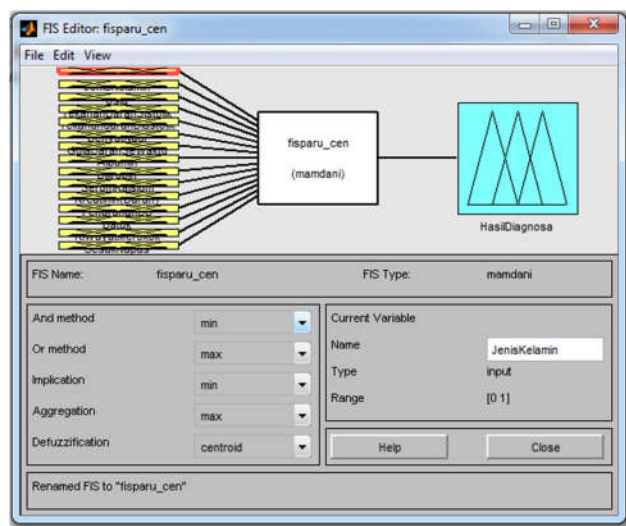 FIS Editor: fisparu_cen
File Edit View
fisparu_cen
(mamdani)
HasilDiagnosa
FIS Name: fisparu_cen FIS Type: mamdani
And method min
Or method max
Implication min
Aggregation max
Defuzzification centroid
Current Variable
Name JenisKelamin
Type input
Range [0 1]
Help Close
Renamed FIS to "fisparu_cen"